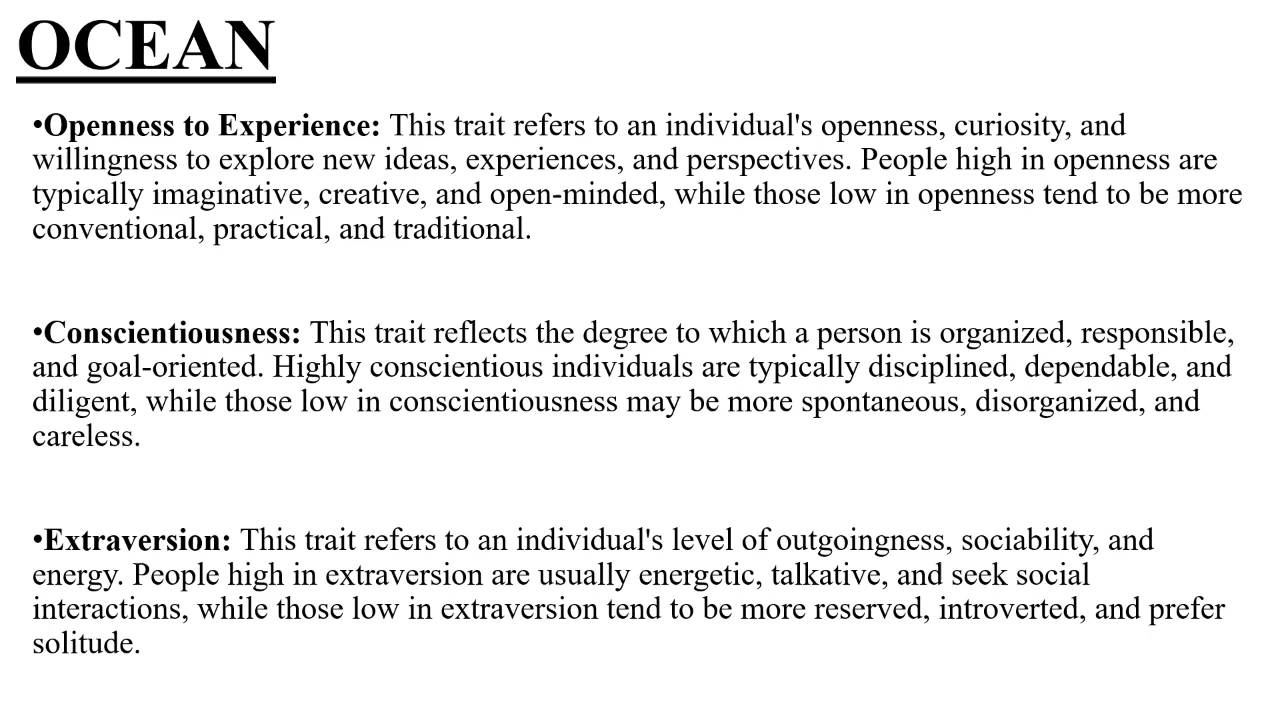 OCEAN
•Openness to Experience: This trait refers to an individual's openness, curiosity, and
willingness to explore new ideas, experiences, and perspectives. People high in openness are
typically imaginative, creative, and open-minded, while those low in openness tend to be more
conventional, practical, and traditional.
•Conscientiousness: This trait reflects the degree to which a person is organized, responsible,
and goal-oriented. Highly conscientious individuals are typically disciplined, dependable, and
diligent, while those low in conscientiousness may be more spontaneous, disorganized, and
careless.
•Extraversion: This trait refers to an individual's level of outgoingness, sociability, and
energy. People high in extraversion are usually energetic, talkative, and seek social
interactions, while those low in extraversion tend to be more reserved, introverted, and prefer
solitude.